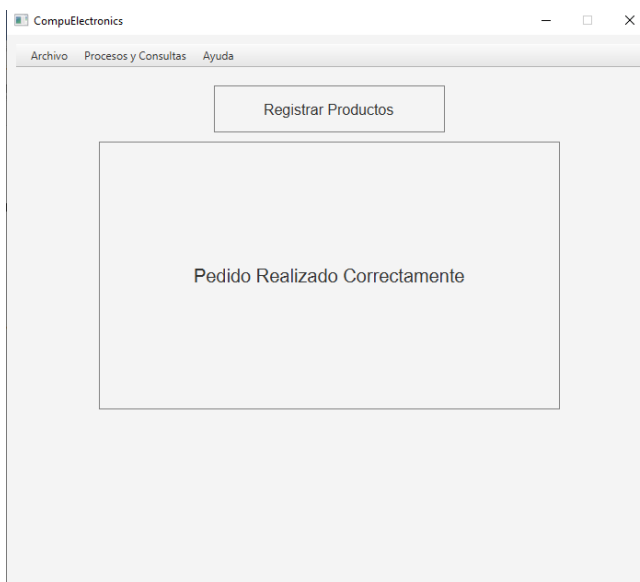 CompuElectronics
Archivo Procesos y Consultas Ayuda
Registrar Productos
Pedido Realizado Correctamente